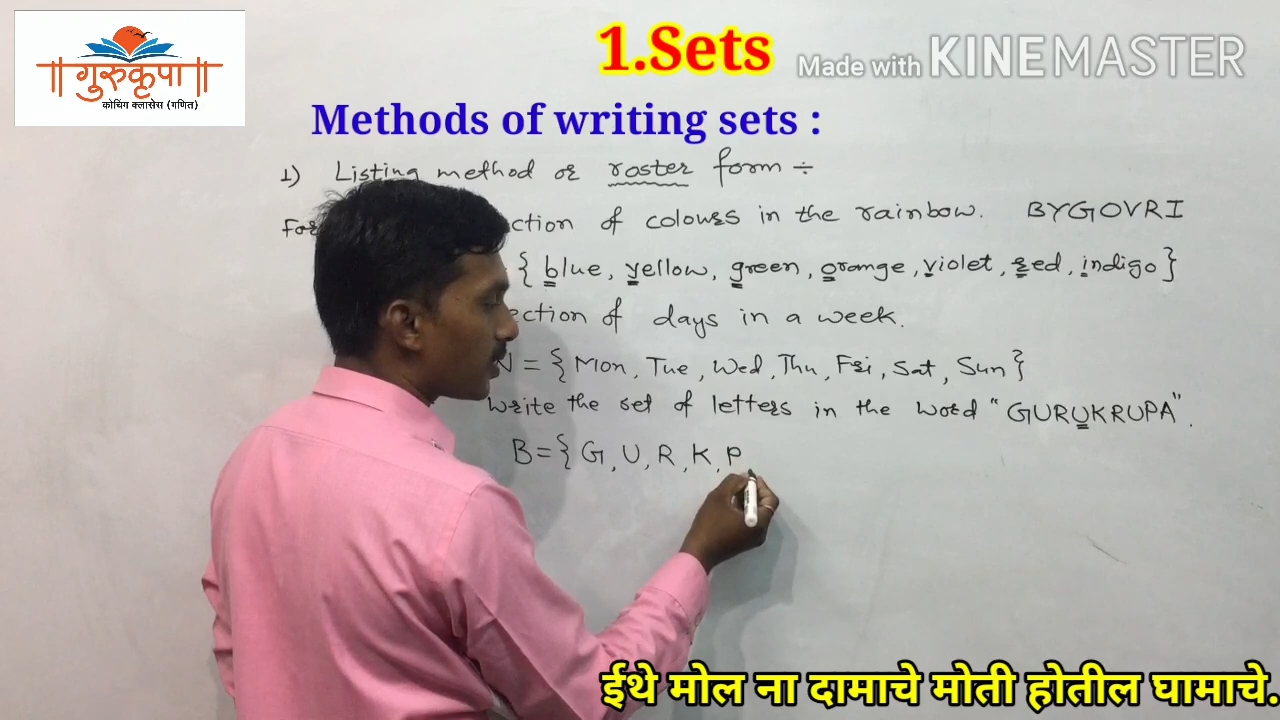 ॥गुरुकृपा॥
कोचिंग क्लासेस (गणित)
1.Sets
Made with KINEMASTER
Methods of writing sets :
1) Listing method or roster form ÷
For ction of colours in the rainbow. BYGOVRI
{ blue, yellow, green, orange, violet, red, indigo }
ection of days in a week.
= { Mon, Tue, Wed, Thu, Fri, Sat, Sun }
Write the set of letters in the word "GURUKRUPA".
B = { G, U, R, K, P
ईथे मोल ना दामाचे मोती होतील घामाचे.